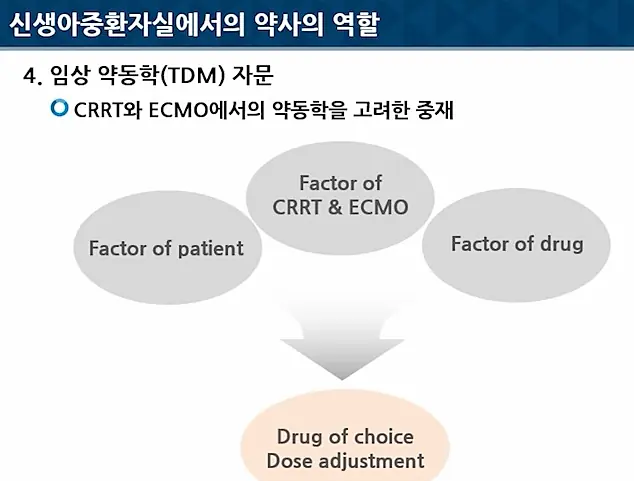 신생아중환자실에서의 약사의 역할
4. 임상 약동학(TDM) 자문
CRRT와 ECMO에서의 약동학을 고려한 중재
Factor of
CRRT & ECMO
Factor of patient
Factor of drug
Drug of choice
Dose adjustment